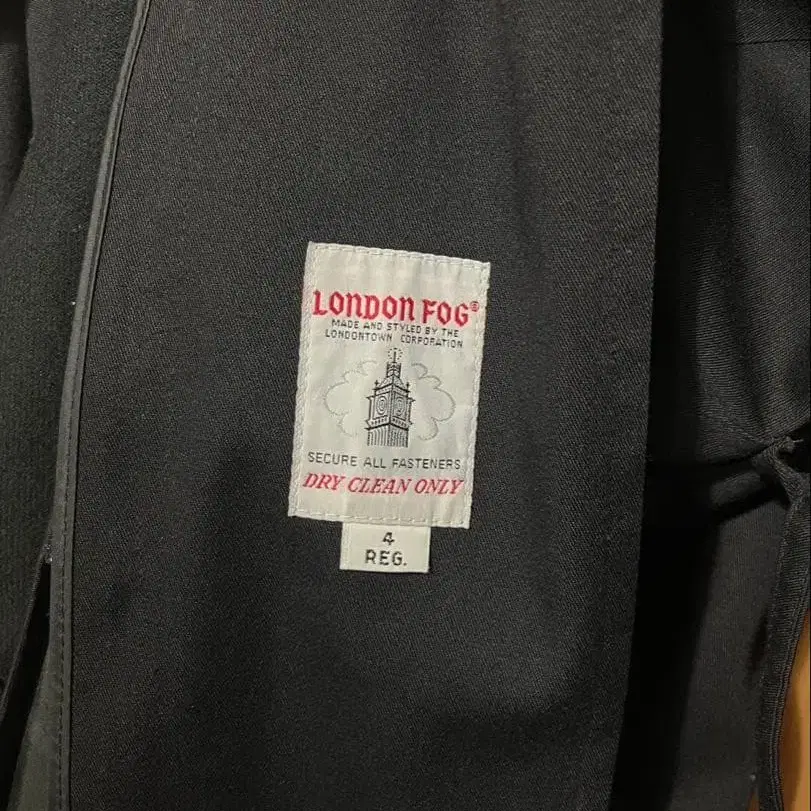 LONDON FOG®
MADE AND STYLED BY THE
LONDONTOWN CORPORATION
SECURE ALL FASTENERS
DRY CLEAN ONLY
4
REG.